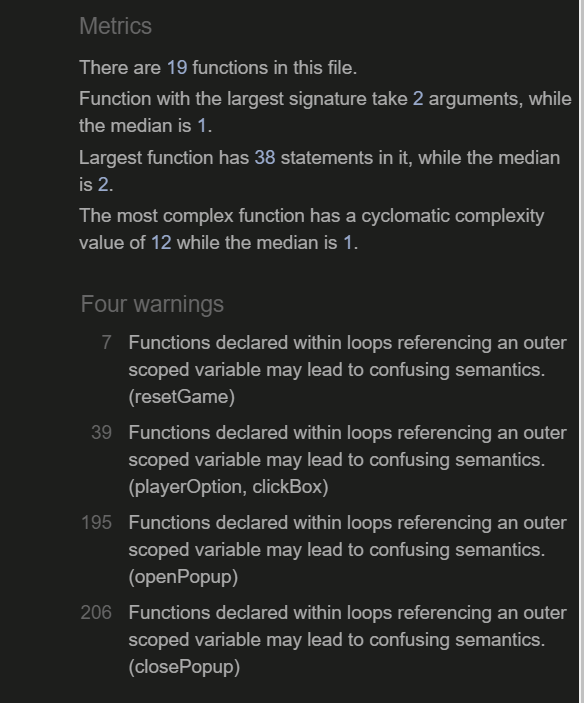 Metrics
There are 19 functions in this file.
Function with the largest signature take 2 arguments, while
the median is 1.
Largest function has 38 statements in it, while the median
is 2.
The most complex function has a cyclomatic complexity
value of 12 while the median is 1.
Four warnings
7 Functions declared within loops referencing an outer
scoped variable may lead to confusing semantics.
(resetGame)
39 Functions declared within loops referencing an outer
scoped variable may lead to confusing semantics.
(playerOption, clickBox)
195 Functions declared within loops referencing an outer
scoped variable may lead to confusing semantics.
(openPopup)
206 Functions declared within loops referencing an outer
scoped variable may lead to confusing semantics.
(closePopup)